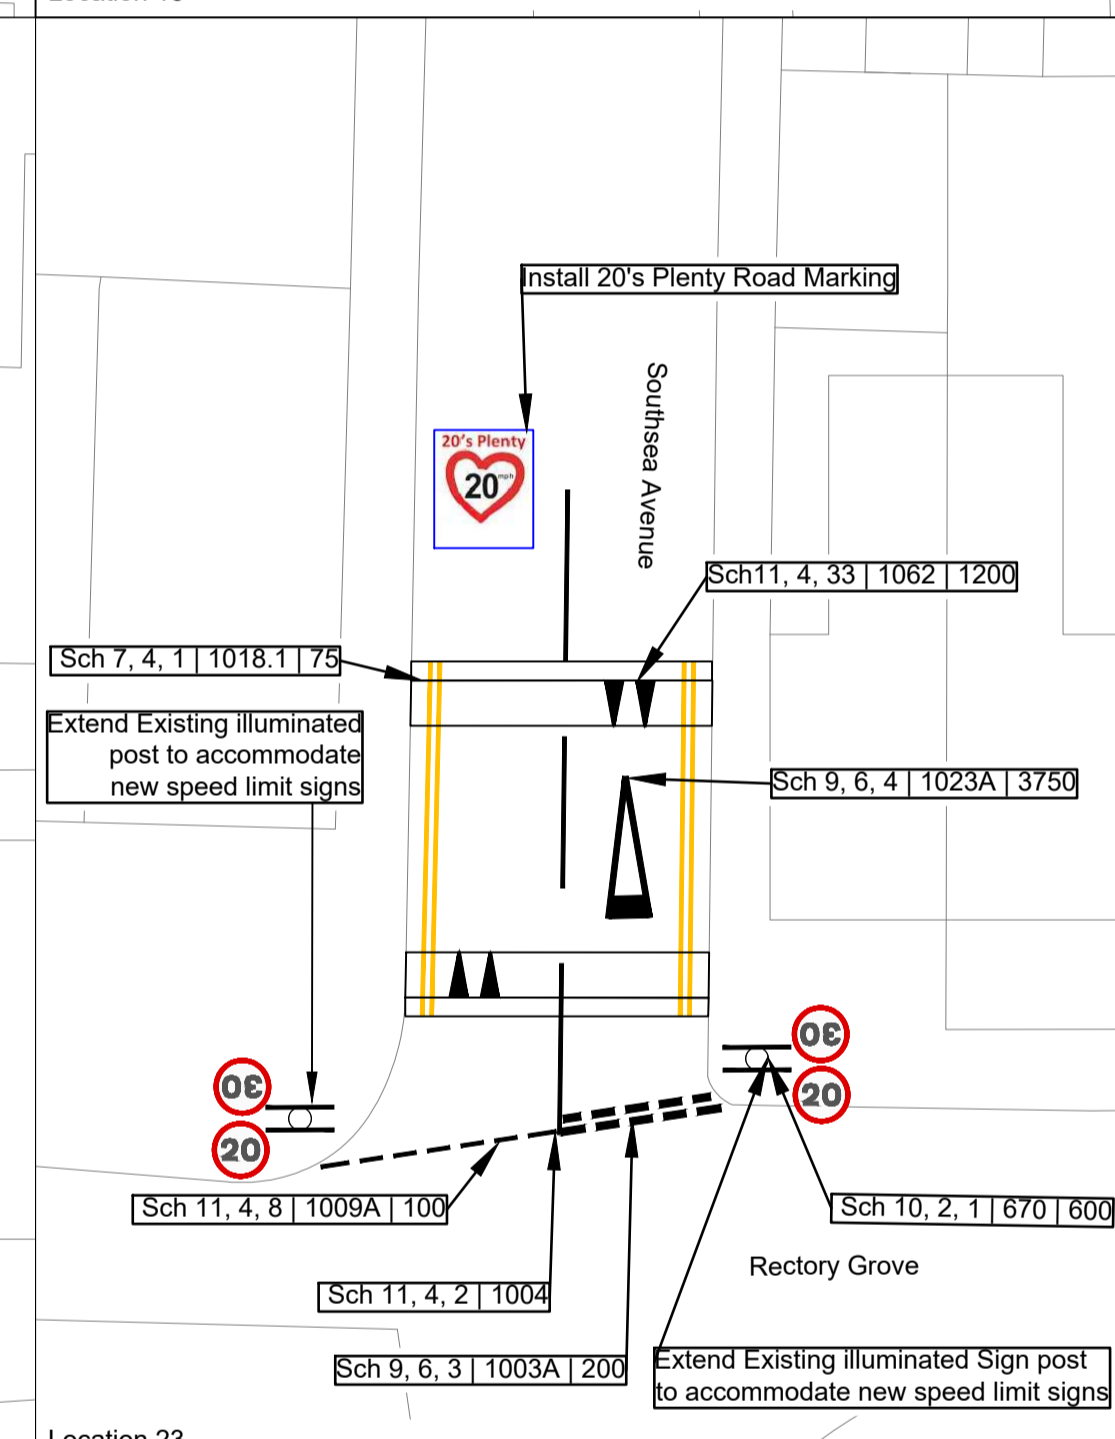 Install 20's Plenty Road Marking
Southsea Avenue
20's Plenty
20 mph
Sch11, 4, 33 | 1062 | 1200
Sch 7, 4, 1 | 1018.1 | 75
Extend Existing illuminated
post to accommodate
new speed limit signs
Sch 9, 6, 4 | 1023A | 3750
30
20
30
20
Sch 11, 4, 8 | 1009A | 100
Sch 10, 2, 1 | 670 | 600
Rectory Grove
Sch 11, 4, 2 | 1004
Sch 9, 6, 3 | 1003A | 200
Extend Existing illuminated Sign post
to accommodate new speed limit signs
Location 23